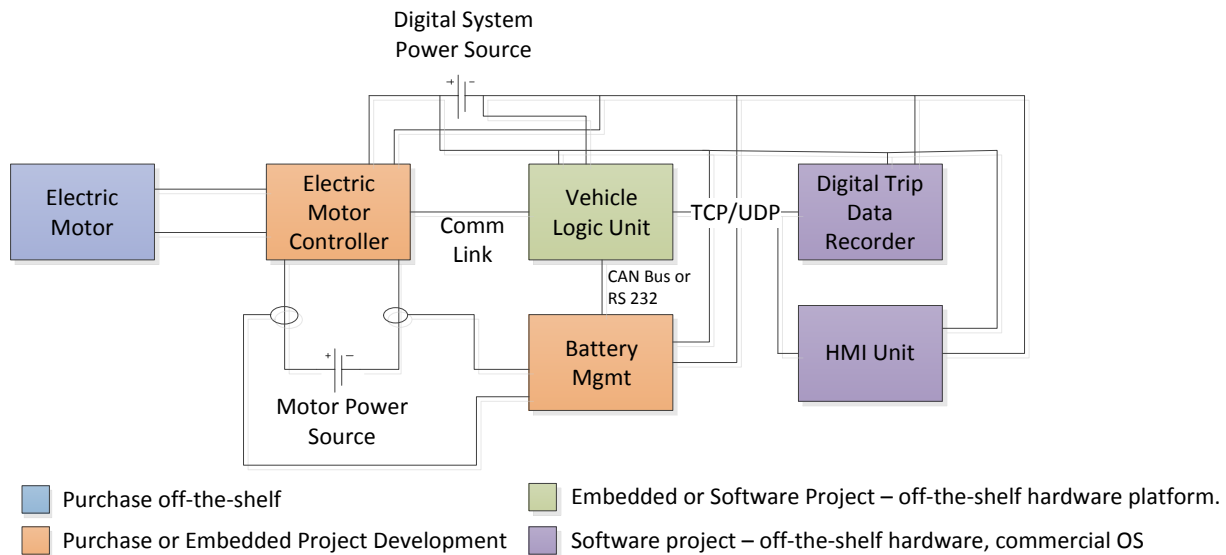 Digital System
Power Source
+ -
Electric
Motor
Electric
Motor
Controller
Comm
Link
Vehicle
Logic Unit
TCP/UDP
Digital Trip
Data
Recorder
CAN Bus or
RS 232
Battery
Mgmt
HMI Unit
+ −
Motor Power
Source
Purchase off-the-shelf
Embedded or Software Project – off-the-shelf hardware platform.
Purchase or Embedded Project Development
Software project – off-the-shelf hardware, commercial OS